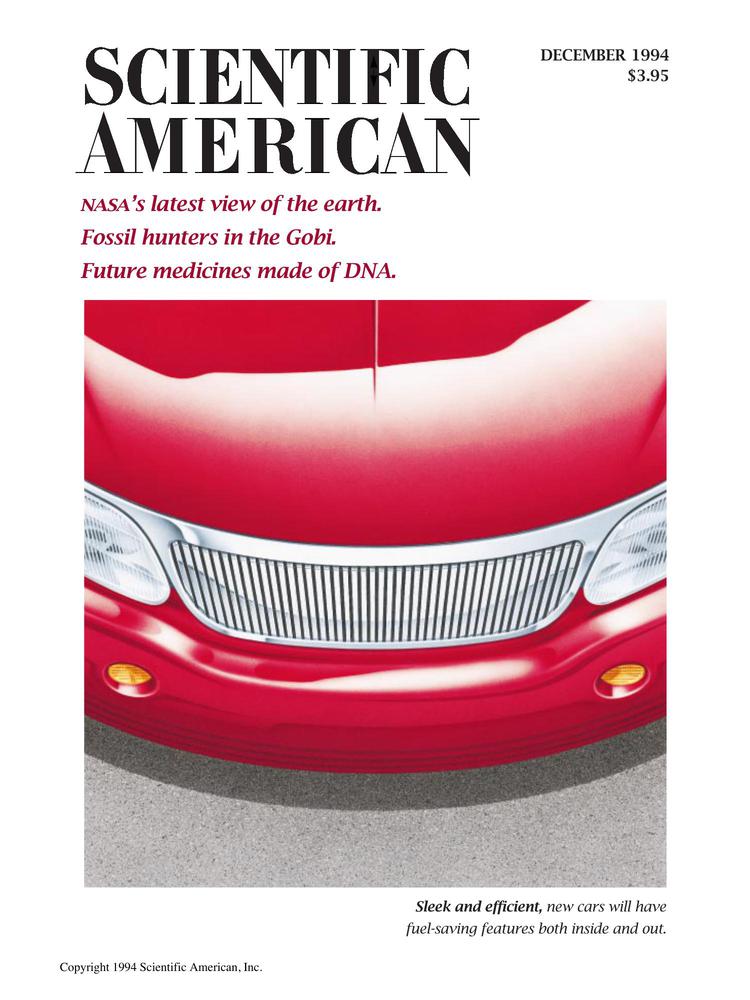 SCIENTIFIC
AMERICAN
DECEMBER 1994
$3.95
NASA's latest view of the earth.
Fossil hunters in the Gobi.
Future medicines made of DNA.
Sleek and efficient, new cars will have
fuel-saving features both inside and out.
Copyright 1994 Scientific American, Inc.